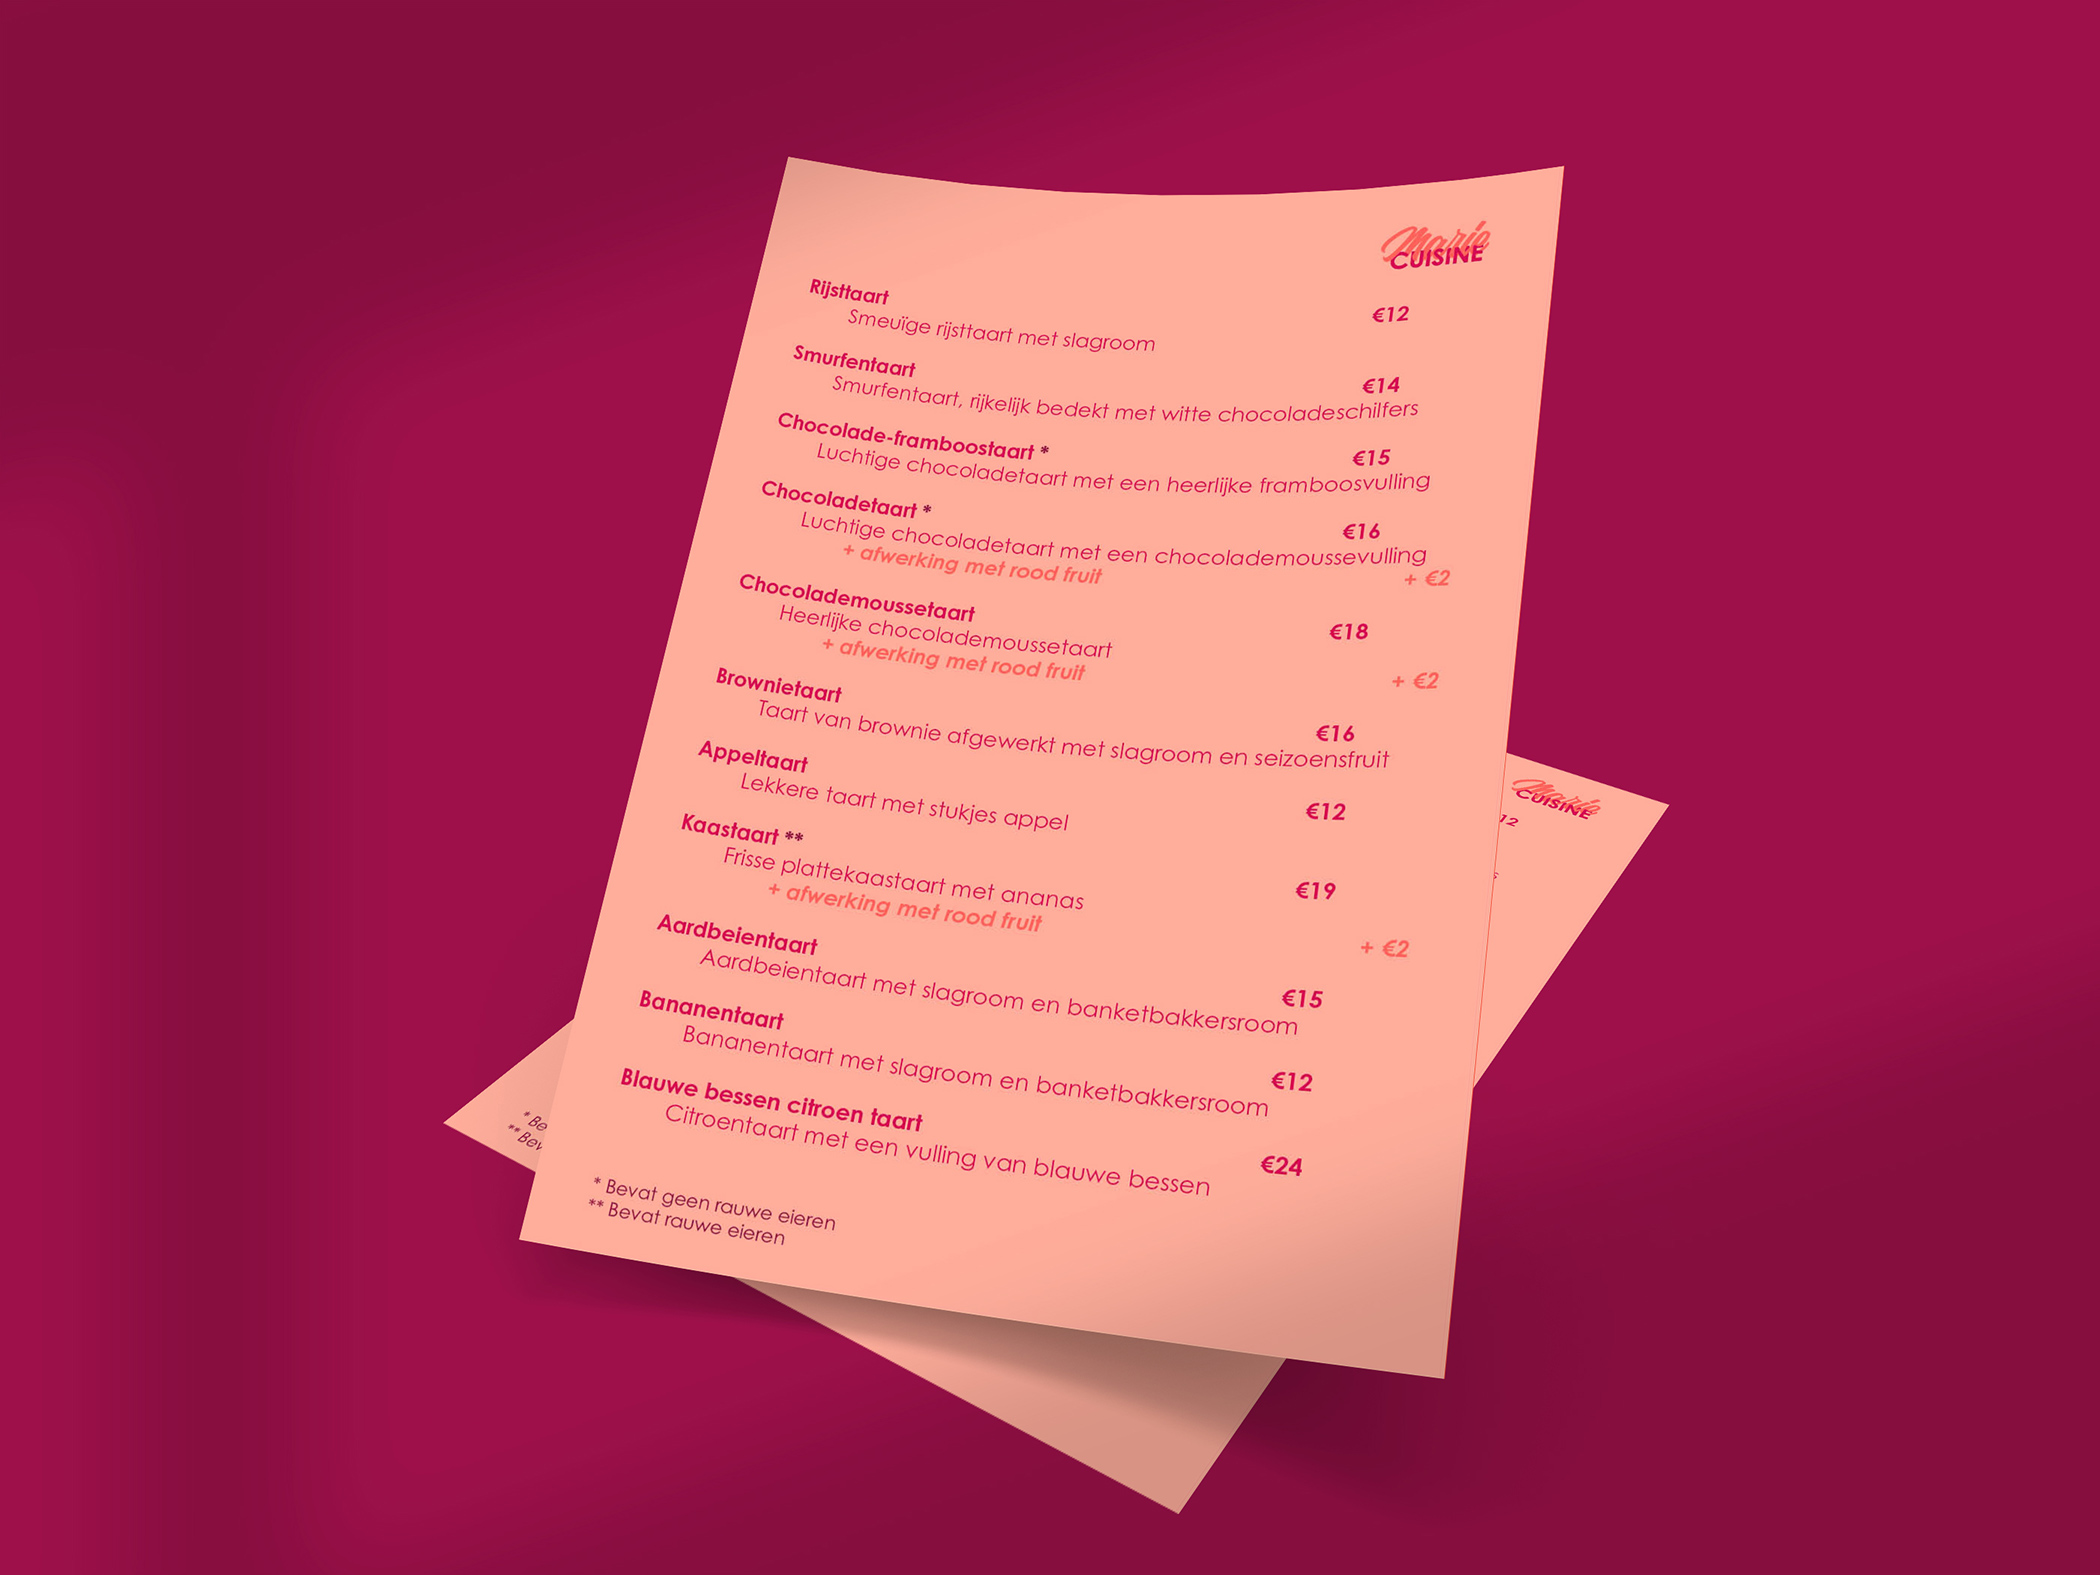 Marie
CUISINE
Rijsttaart €12
Smeuïge rijsttaart met slagroom
Smurfentaart €14
Smurfentaart, rijkelijk bedekt met witte chocoladeschilfers
Chocolade-framboostaart * €15
Luchtige chocoladetaart met een heerlijke framboosvulling
Chocoladetaart * €16
Luchtige chocoladetaart met een chocolademoussevulling
+ afwerking met rood fruit + €2
Chocolademoussetaart €18
Heerlijke chocolademoussetaart
+ afwerking met rood fruit + €2
Brownietaart €16
Taart van brownie afgewerkt met slagroom en seizoensfruit
Appeltaart €12
Lekkere taart met stukjes appel
Kaastaart ** €19
Frisse plattekaastaart met ananas
+ afwerking met rood fruit + €2
Aardbeientaart €15
Aardbeientaart met slagroom en banketbakkersroom
Bananentaart €12
Bananentaart met slagroom en banketbakkersroom
Blauwe bessen citroen taart €24
Citroentaart met een vulling van blauwe bessen
* Bevat geen rauwe eieren
** Bevat rauwe eieren
Marie
CUISINE
12
* Be
** Bev